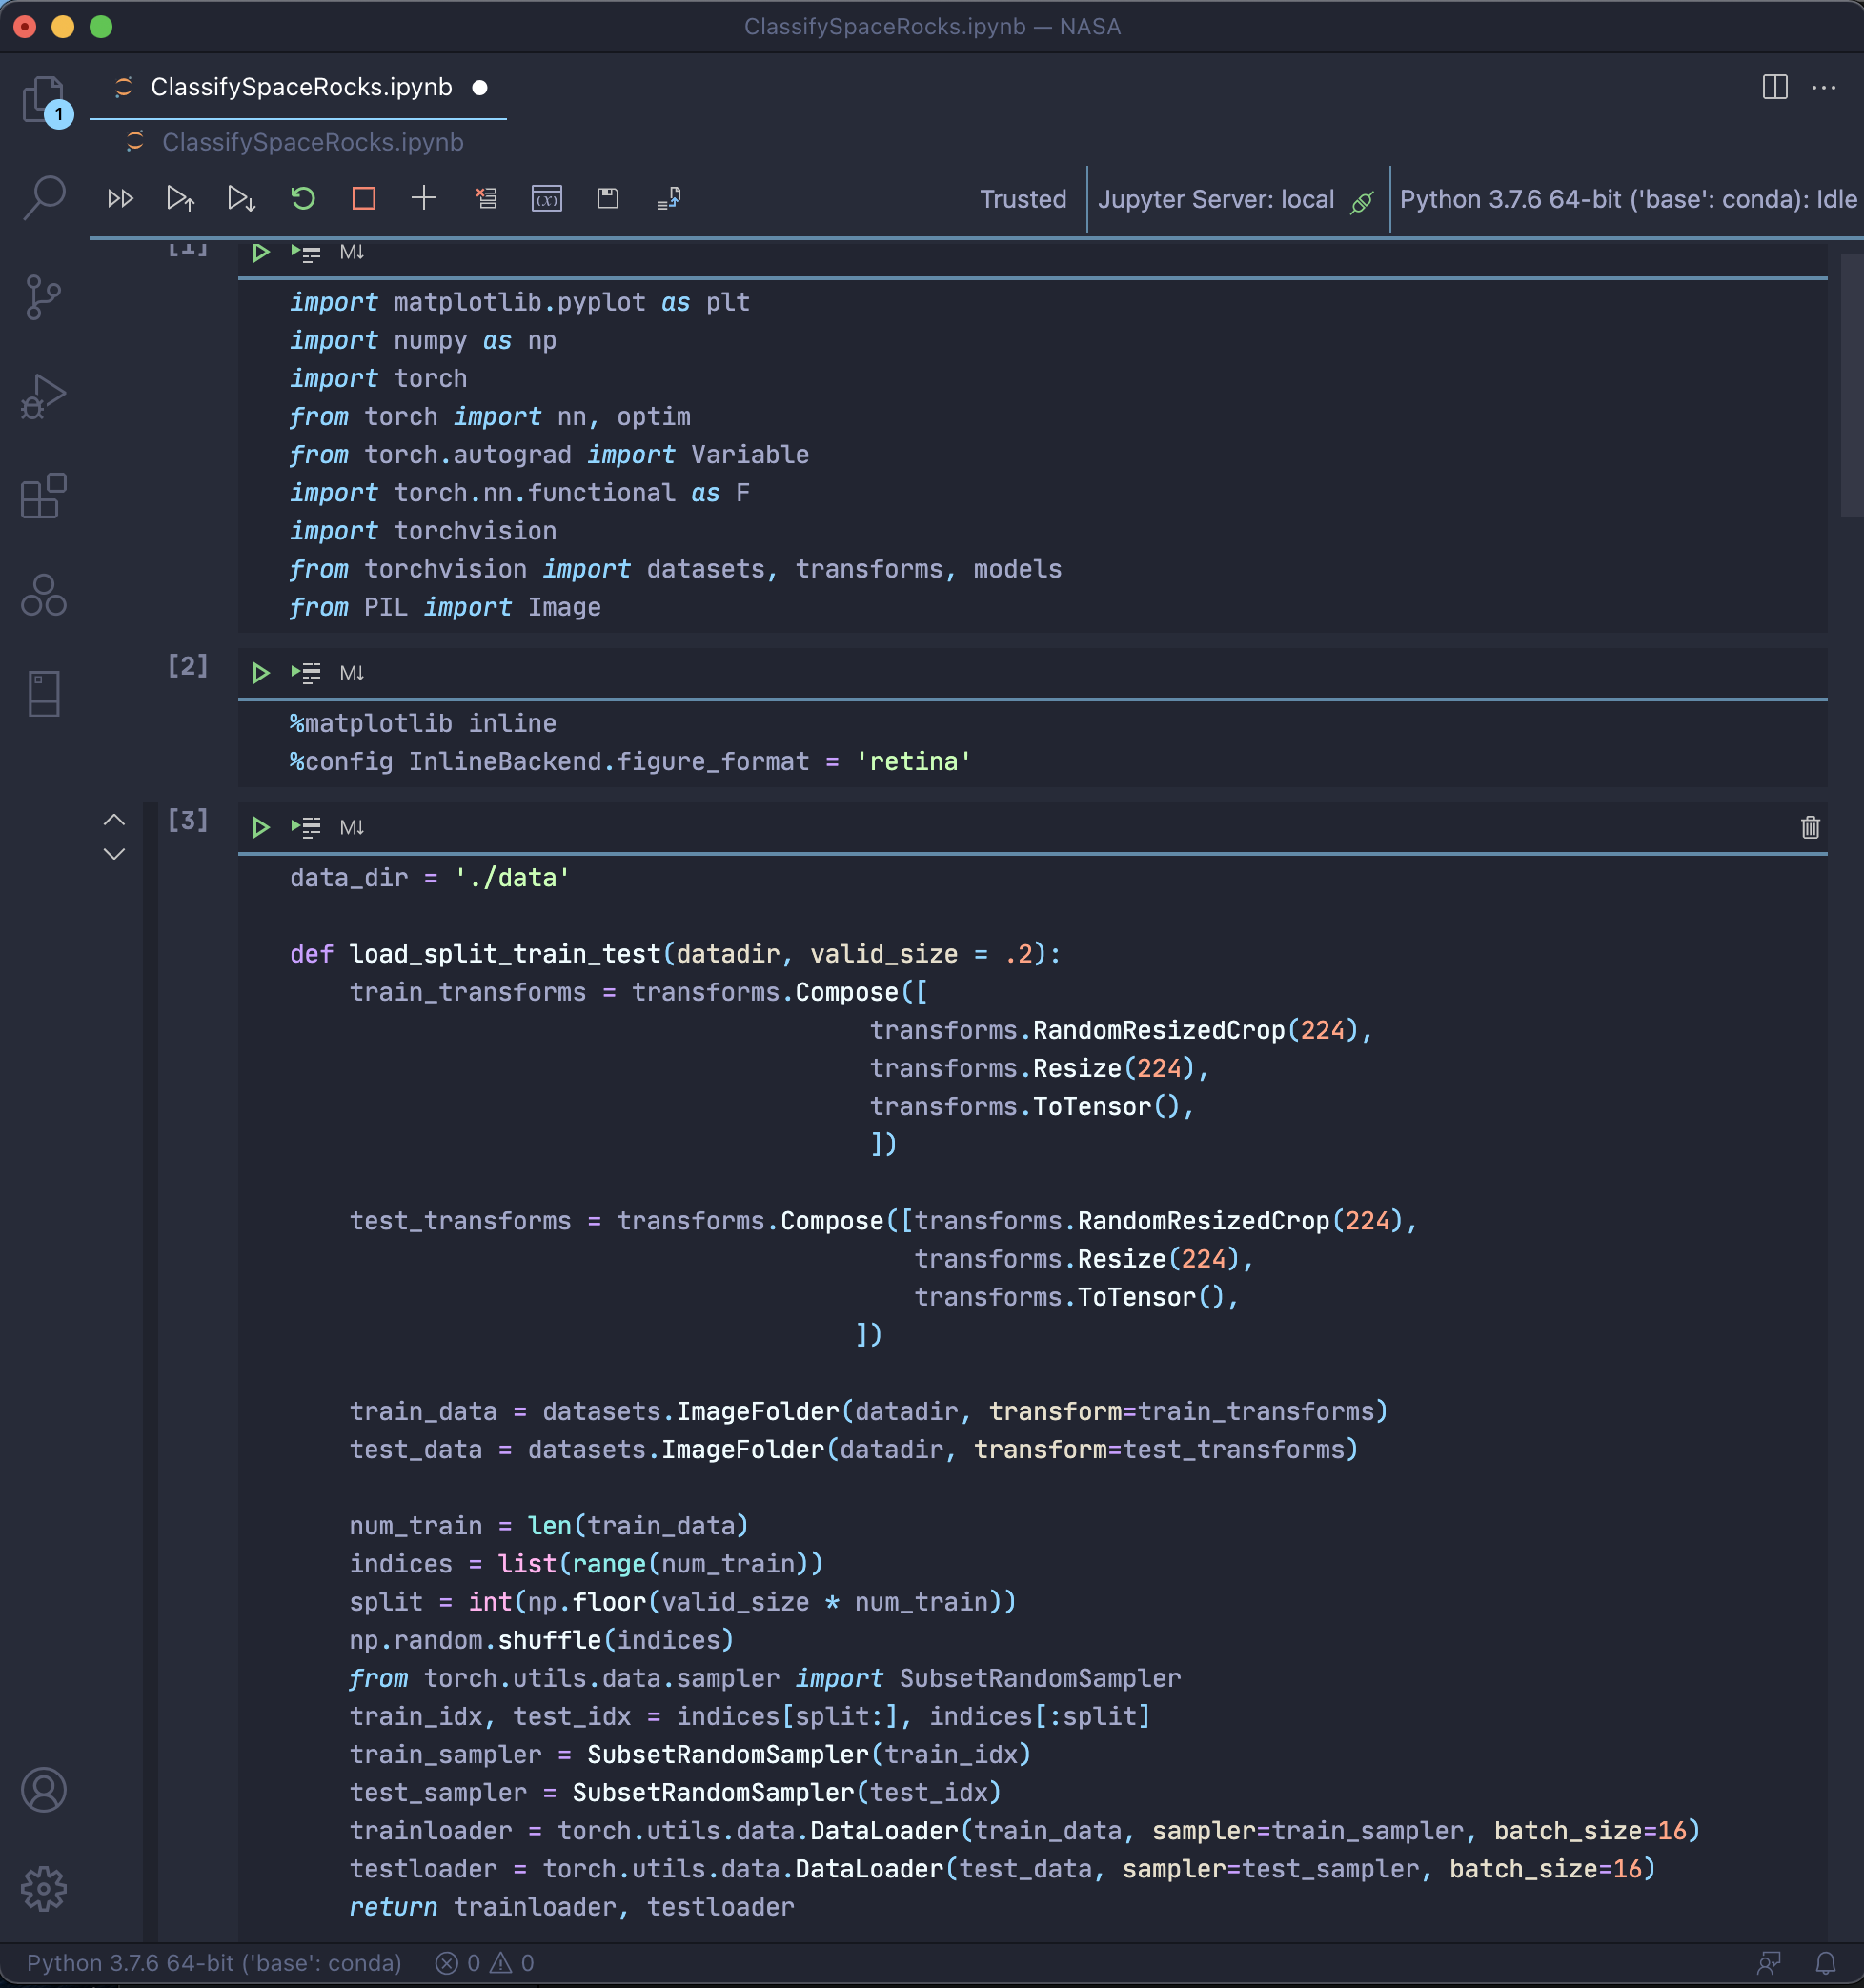 ClassifySpaceRocks.ipynb — NASA
ClassifySpaceRocks.ipynb
1
ClassifySpaceRocks.ipynb
Trusted
Jupyter Server: local
Python 3.7.6 64-bit ('base': conda): Idle
[1]
M↓
import matplotlib.pyplot as plt
import numpy as np
import torch
from torch import nn, optim
from torch.autograd import Variable
import torch.nn.functional as F
import torchvision
from torchvision import datasets, transforms, models
from PIL import Image
[2]
M↓
%matplotlib inline
%config InlineBackend.figure_format = 'retina'
[3]
M↓
data_dir = './data'
def load_split_train_test(datadir, valid_size = .2):
    train_transforms = transforms.Compose([
                                       transforms.RandomResizedCrop(224),
                                       transforms.Resize(224),
                                       transforms.ToTensor(),
                                       ])
    test_transforms = transforms.Compose([transforms.RandomResizedCrop(224),
                                          transforms.Resize(224),
                                          transforms.ToTensor(),
                                      ])
    train_data = datasets.ImageFolder(datadir, transform=train_transforms)
    test_data = datasets.ImageFolder(datadir, transform=test_transforms)
    num_train = len(train_data)
    indices = list(range(num_train))
    split = int(np.floor(valid_size * num_train))
    np.random.shuffle(indices)
    from torch.utils.data.sampler import SubsetRandomSampler
    train_idx, test_idx = indices[split:], indices[:split]
    train_sampler = SubsetRandomSampler(train_idx)
    test_sampler = SubsetRandomSampler(test_idx)
    trainloader = torch.utils.data.DataLoader(train_data, sampler=train_sampler, batch_size=16)
    testloader = torch.utils.data.DataLoader(test_data, sampler=test_sampler, batch_size=16)
    return trainloader, testloader
Python 3.7.6 64-bit ('base': conda)
0
0